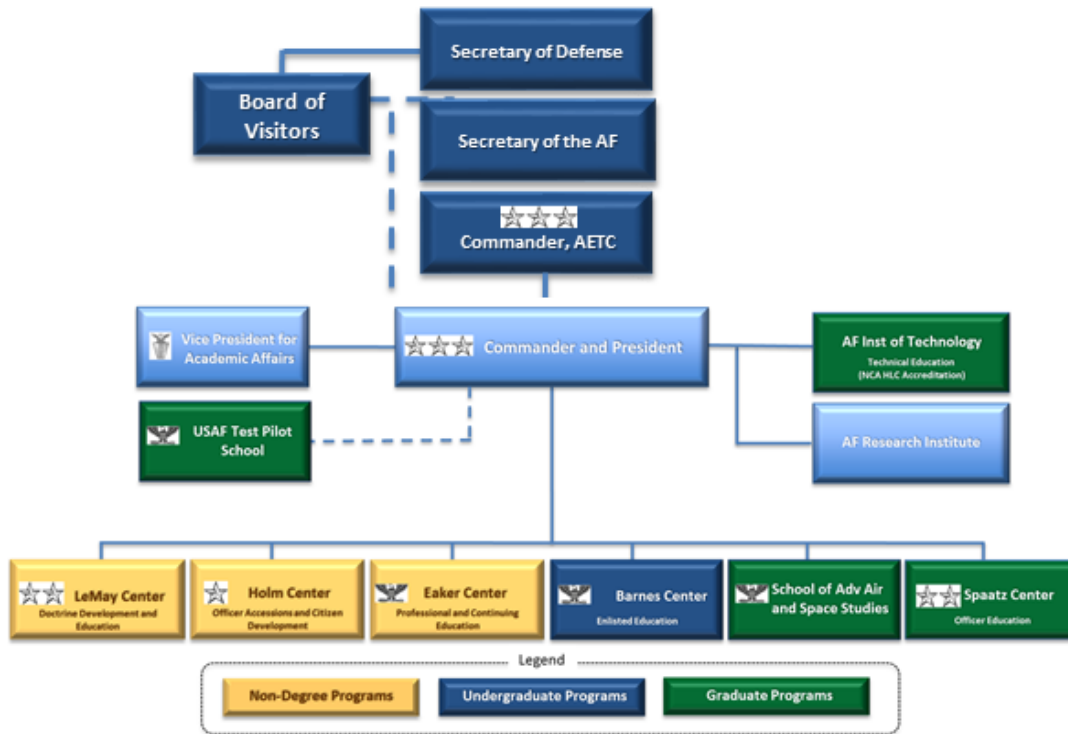 Secretary of Defense
Board of
Visitors
Secretary of the AF
Commander, AETC
Vice President for
Academic Affairs
Commander and President
AF Inst of Technology
Technical Education
(NCA HLC Accreditation)
USAF Test Pilot
School
AF Research Institute
LeMay Center
Doctrine Development and
Education
Holm Center
Officer Accessions and Citizen
Development
Eaker Center
Professional and Continuing
Education
Barnes Center
Enlisted Education
School of Adv Air
and Space Studies
Spaatz Center
Officer Education
Legend
Non-Degree Programs
Undergraduate Programs
Graduate Programs